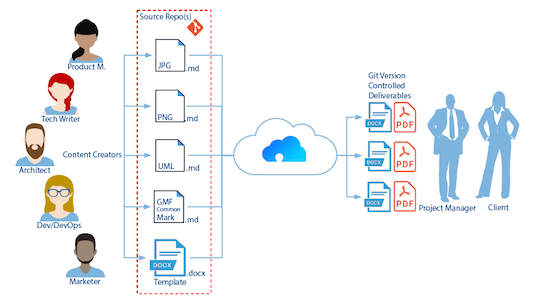 Source Repo(s)
Product M.
JPG
.md
Tech Writer
PNG
.md
Content Creators
Architect
UML
.md
Dev/DevOps
GMF
Common
Mark
.md
Marketer
DOCX
.docx
Template
Git Version
Controlled
Deliverables
DOCX
PDF
DOCX
PDF
DOCX
PDF
Project Manager
Client